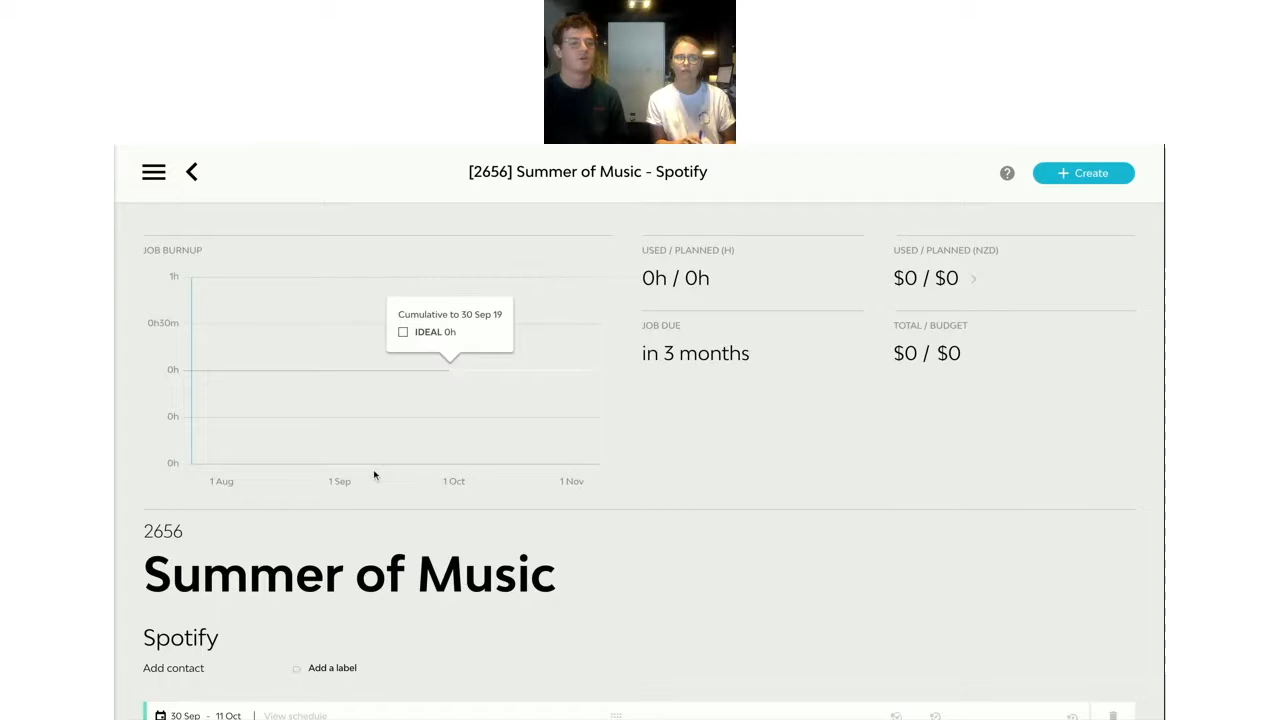 [2656] Summer of Music - Spotify
? + Create
JOB BURNUP
1h
0h30m
0h
0h
0h
1 Aug 1 Sep 1 Oct 1 Nov
Cumulative to 30 Sep 19
IDEAL 0h
USED / PLANNED (H)
0h / 0h
USED / PLANNED (NZD)
$0 / $0 >
JOB DUE
in 3 months
TOTAL / BUDGET
$0 / $0
2656
Summer of Music
Spotify
Add contact Add a label
30 Sep - 11 Oct | View schedule